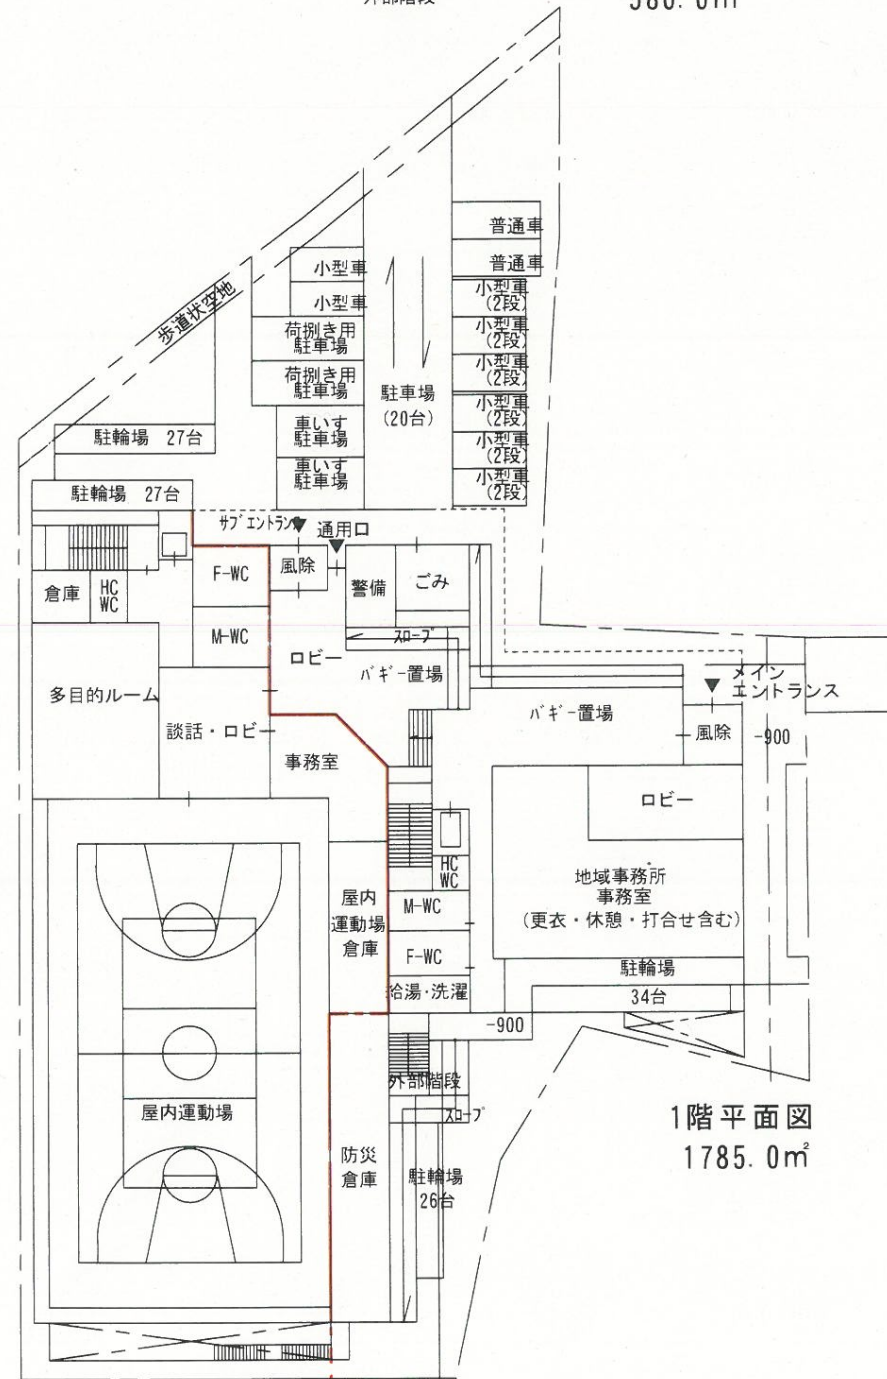 外部階段
580.0㎡
普通車
普通車
小型車
小型車
小型車
(2段)
小型車
(2段)
小型車
(2段)
小型車
(2段)
小型車
(2段)
小型車
(2段)
荷捌き用
駐車場
荷捌き用
駐車場
車いす
駐車場
車いす
駐車場
駐車場
(20台)
歩道状空地
駐輪場 27台
駐輪場 27台
サブエントランス
通用口
風除
警備
ごみ
F-WC
M-WC
倉庫
HC
WC
スロープ
ロビー
バギー置場
多目的ルーム
談話・ロビー
事務室
バギー置場
メイン
エントランス
風除
-900
ロビー
地域事務所
事務室
(更衣・休憩・打合せ含む)
HC
WC
M-WC
F-WC
給湯・洗濯
屋内
運動場
倉庫
駐輪場
34台
-900
外部階段
スロープ
屋内運動場
防災
倉庫
駐輪場
26台
1階平面図
1785.0㎡